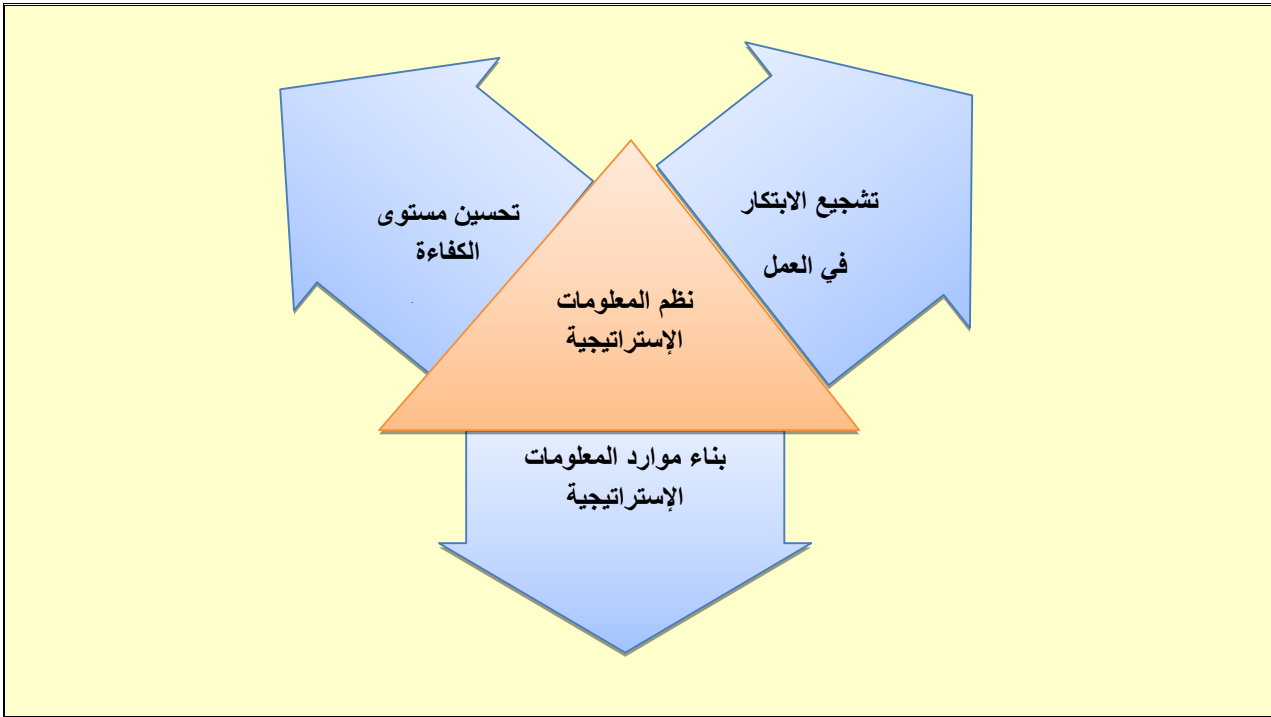 تشجيع الابتكار
في العمل
تحسين مستوى
الكفاءة
نظم المعلومات
الإستراتيجية
بناء موارد المعلومات
الإستراتيجية